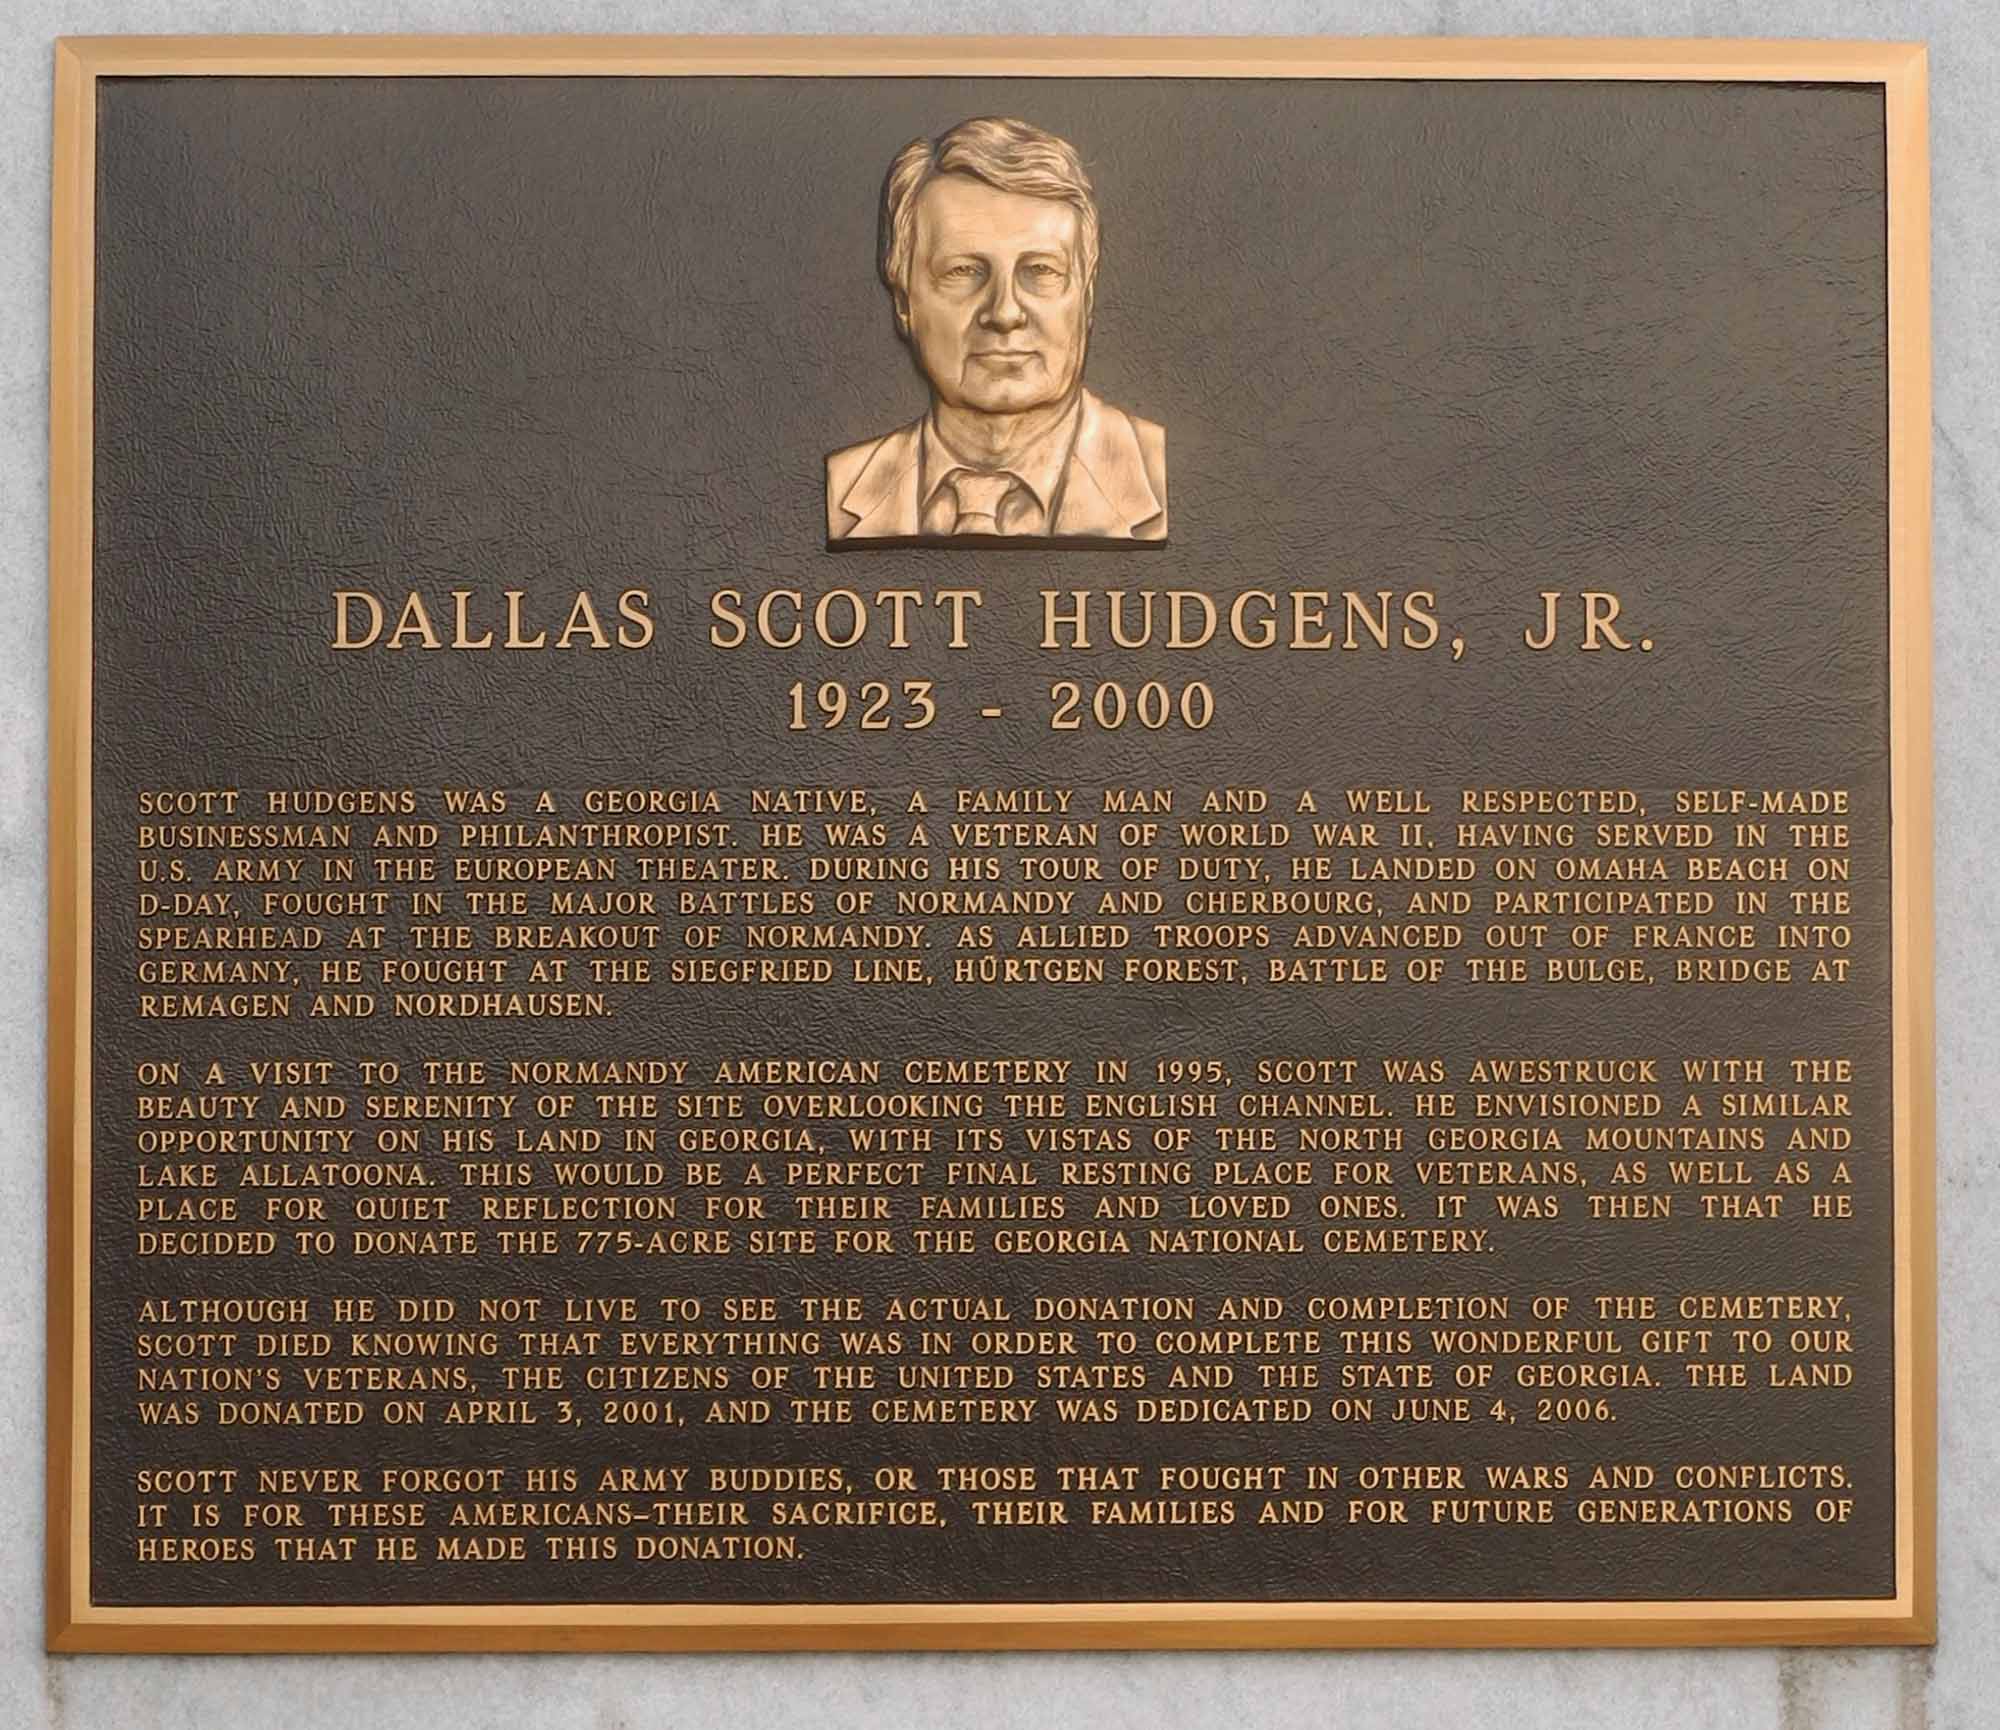 DALLAS SCOTT HUDGENS, JR.
1923 - 2000
SCOTT HUDGENS WAS A GEORGIA NATIVE, A FAMILY MAN AND A WELL RESPECTED, SELF-MADE
BUSINESSMAN AND PHILANTHROPIST. HE WAS A VETERAN OF WORLD WAR II, HAVING SERVED IN THE
U.S. ARMY IN THE EUROPEAN THEATER. DURING HIS TOUR OF DUTY, HE LANDED ON OMAHA BEACH ON
D-DAY, FOUGHT IN THE MAJOR BATTLES OF NORMANDY AND CHERBOURG, AND PARTICIPATED IN THE
SPEARHEAD AT THE BREAKOUT OF NORMANDY. AS ALLIED TROOPS ADVANCED OUT OF FRANCE INTO
GERMANY, HE FOUGHT AT THE SIEGFRIED LINE, HÜRTGEN FOREST, BATTLE OF THE BULGE, BRIDGE AT
REMAGEN AND NORDHAUSEN.
ON A VISIT TO THE NORMANDY AMERICAN CEMETERY IN 1995, SCOTT WAS AWESTRUCK WITH THE
BEAUTY AND SERENITY OF THE SITE OVERLOOKING THE ENGLISH CHANNEL. HE ENVISIONED A SIMILAR
OPPORTUNITY ON HIS LAND IN GEORGIA, WITH ITS VISTAS OF THE NORTH GEORGIA MOUNTAINS AND
LAKE ALLATOONA. THIS WOULD BE A PERFECT FINAL RESTING PLACE FOR VETERANS, AS WELL AS A
PLACE FOR QUIET REFLECTION FOR THEIR FAMILIES AND LOVED ONES. IT WAS THEN THAT HE
DECIDED TO DONATE THE 775-ACRE SITE FOR THE GEORGIA NATIONAL CEMETERY.
ALTHOUGH HE DID NOT LIVE TO SEE THE ACTUAL DONATION AND COMPLETION OF THE CEMETERY,
SCOTT DIED KNOWING THAT EVERYTHING WAS IN ORDER TO COMPLETE THIS WONDERFUL GIFT TO OUR
NATION'S VETERANS, THE CITIZENS OF THE UNITED STATES AND THE STATE OF GEORGIA. THE LAND
WAS DONATED ON APRIL 3, 2001, AND THE CEMETERY WAS DEDICATED ON JUNE 4, 2006.
SCOTT NEVER FORGOT HIS ARMY BUDDIES, OR THOSE THAT FOUGHT IN OTHER WARS AND CONFLICTS.
IT IS FOR THESE AMERICANS–THEIR SACRIFICE, THEIR FAMILIES AND FOR FUTURE GENERATIONS OF
HEROES THAT HE MADE THIS DONATION.